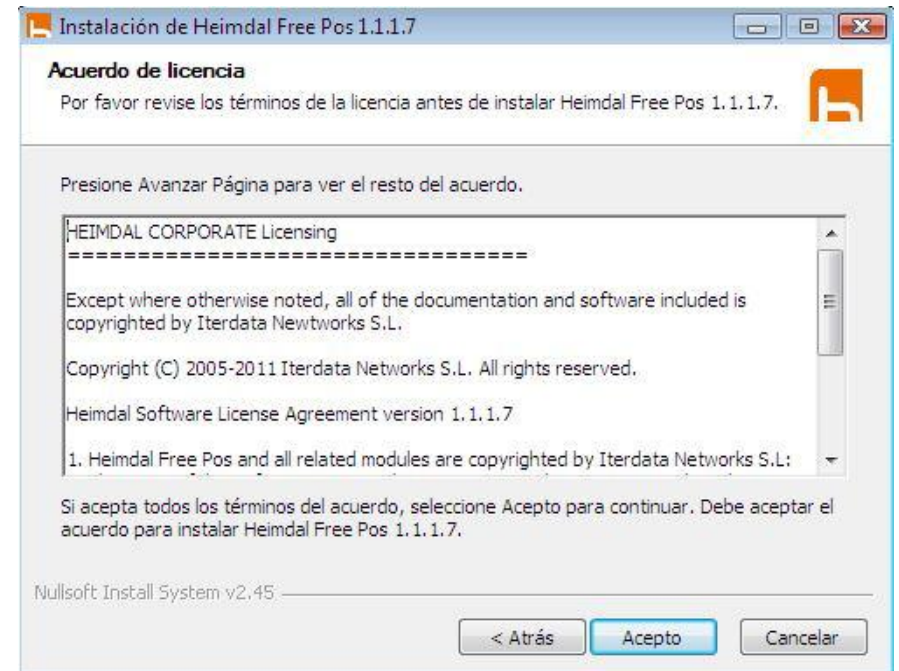 Instalación de Heimdal Free Pos 1.1.1.7
Acuerdo de licencia
Por favor revise los términos de la licencia antes de instalar Heimdal Free Pos 1.1.1.7.
Presione Avanzar Página para ver el resto del acuerdo.
HEIMDAL CORPORATE Licensing
=================================
Except where otherwise noted, all of the documentation and software included is
copyrighted by Iterdata Newtworks S.L.
Copyright (C) 2005-2011 Iterdata Networks S.L. All rights reserved.
Heimdal Software License Agreement version 1.1.1.7
1. Heimdal Free Pos and all related modules are copyrighted by Iterdata Networks S.L:
Si acepta todos los términos del acuerdo, seleccione Acepto para continuar. Debe aceptar el
acuerdo para instalar Heimdal Free Pos 1.1.1.7.
Nullsoft Install System v2.45
< Atrás
Acepto
Cancelar